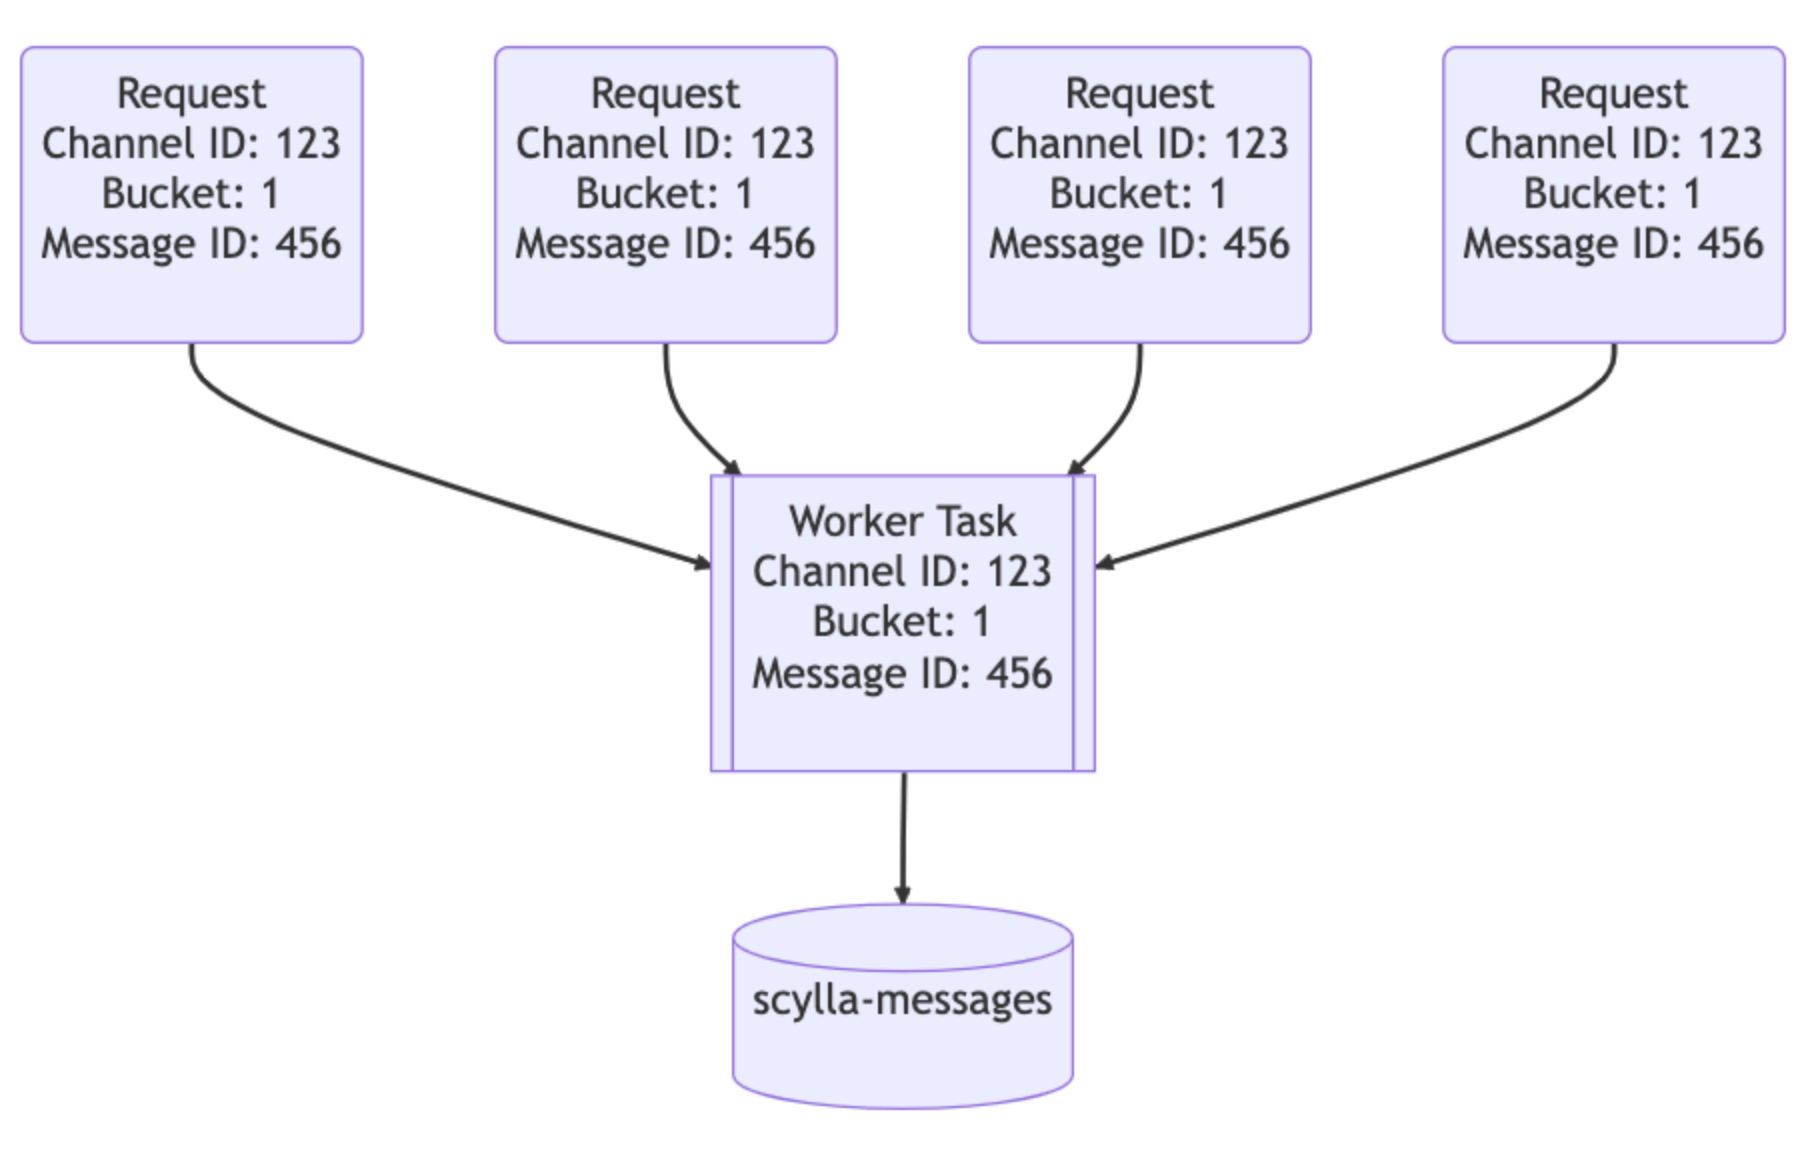 Request
Channel ID: 123
Bucket: 1
Message ID: 456
Request
Channel ID: 123
Bucket: 1
Message ID: 456
Request
Channel ID: 123
Bucket: 1
Message ID: 456
Request
Channel ID: 123
Bucket: 1
Message ID: 456
Worker Task
Channel ID: 123
Bucket: 1
Message ID: 456
scylla-messages